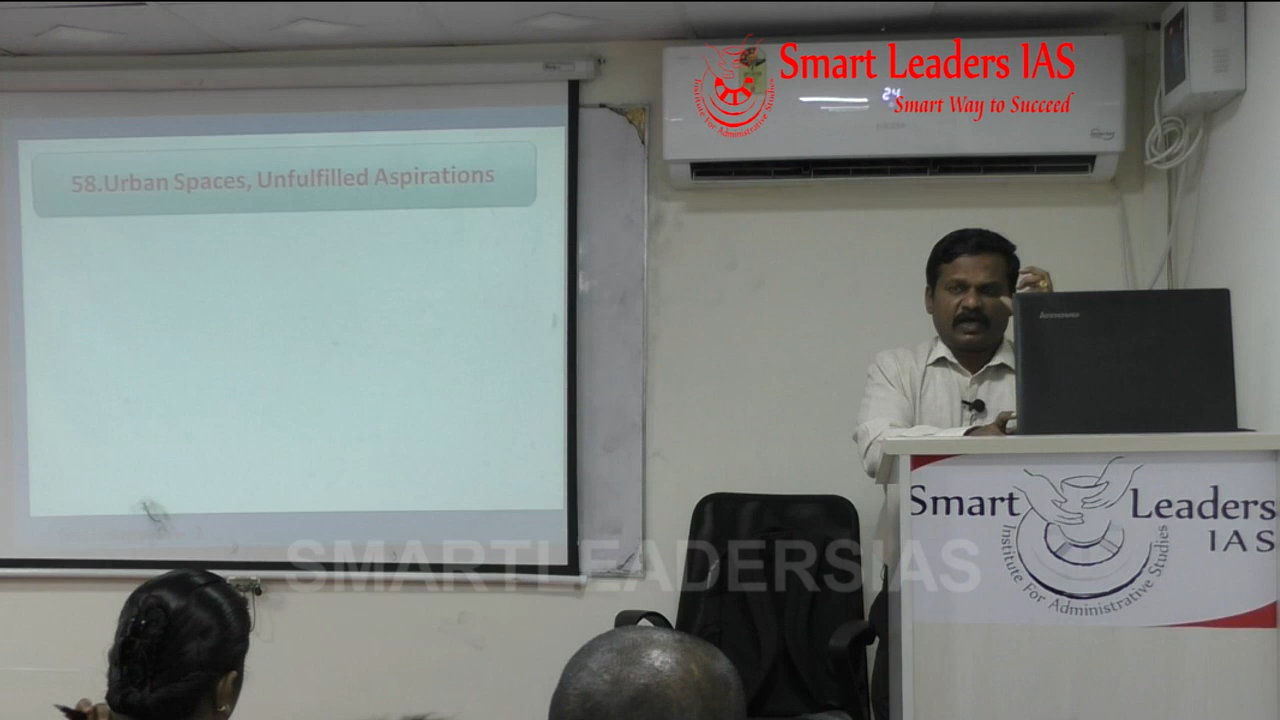 58.Urban Spaces, Unfulfilled Aspirations
Smart Leaders IAS
Smart Way to Succeed
Institute For Administrative Studies
24
lenovo
Smart Leaders
IAS
Institute For Administrative Studies
SMARTLEADERSIAS